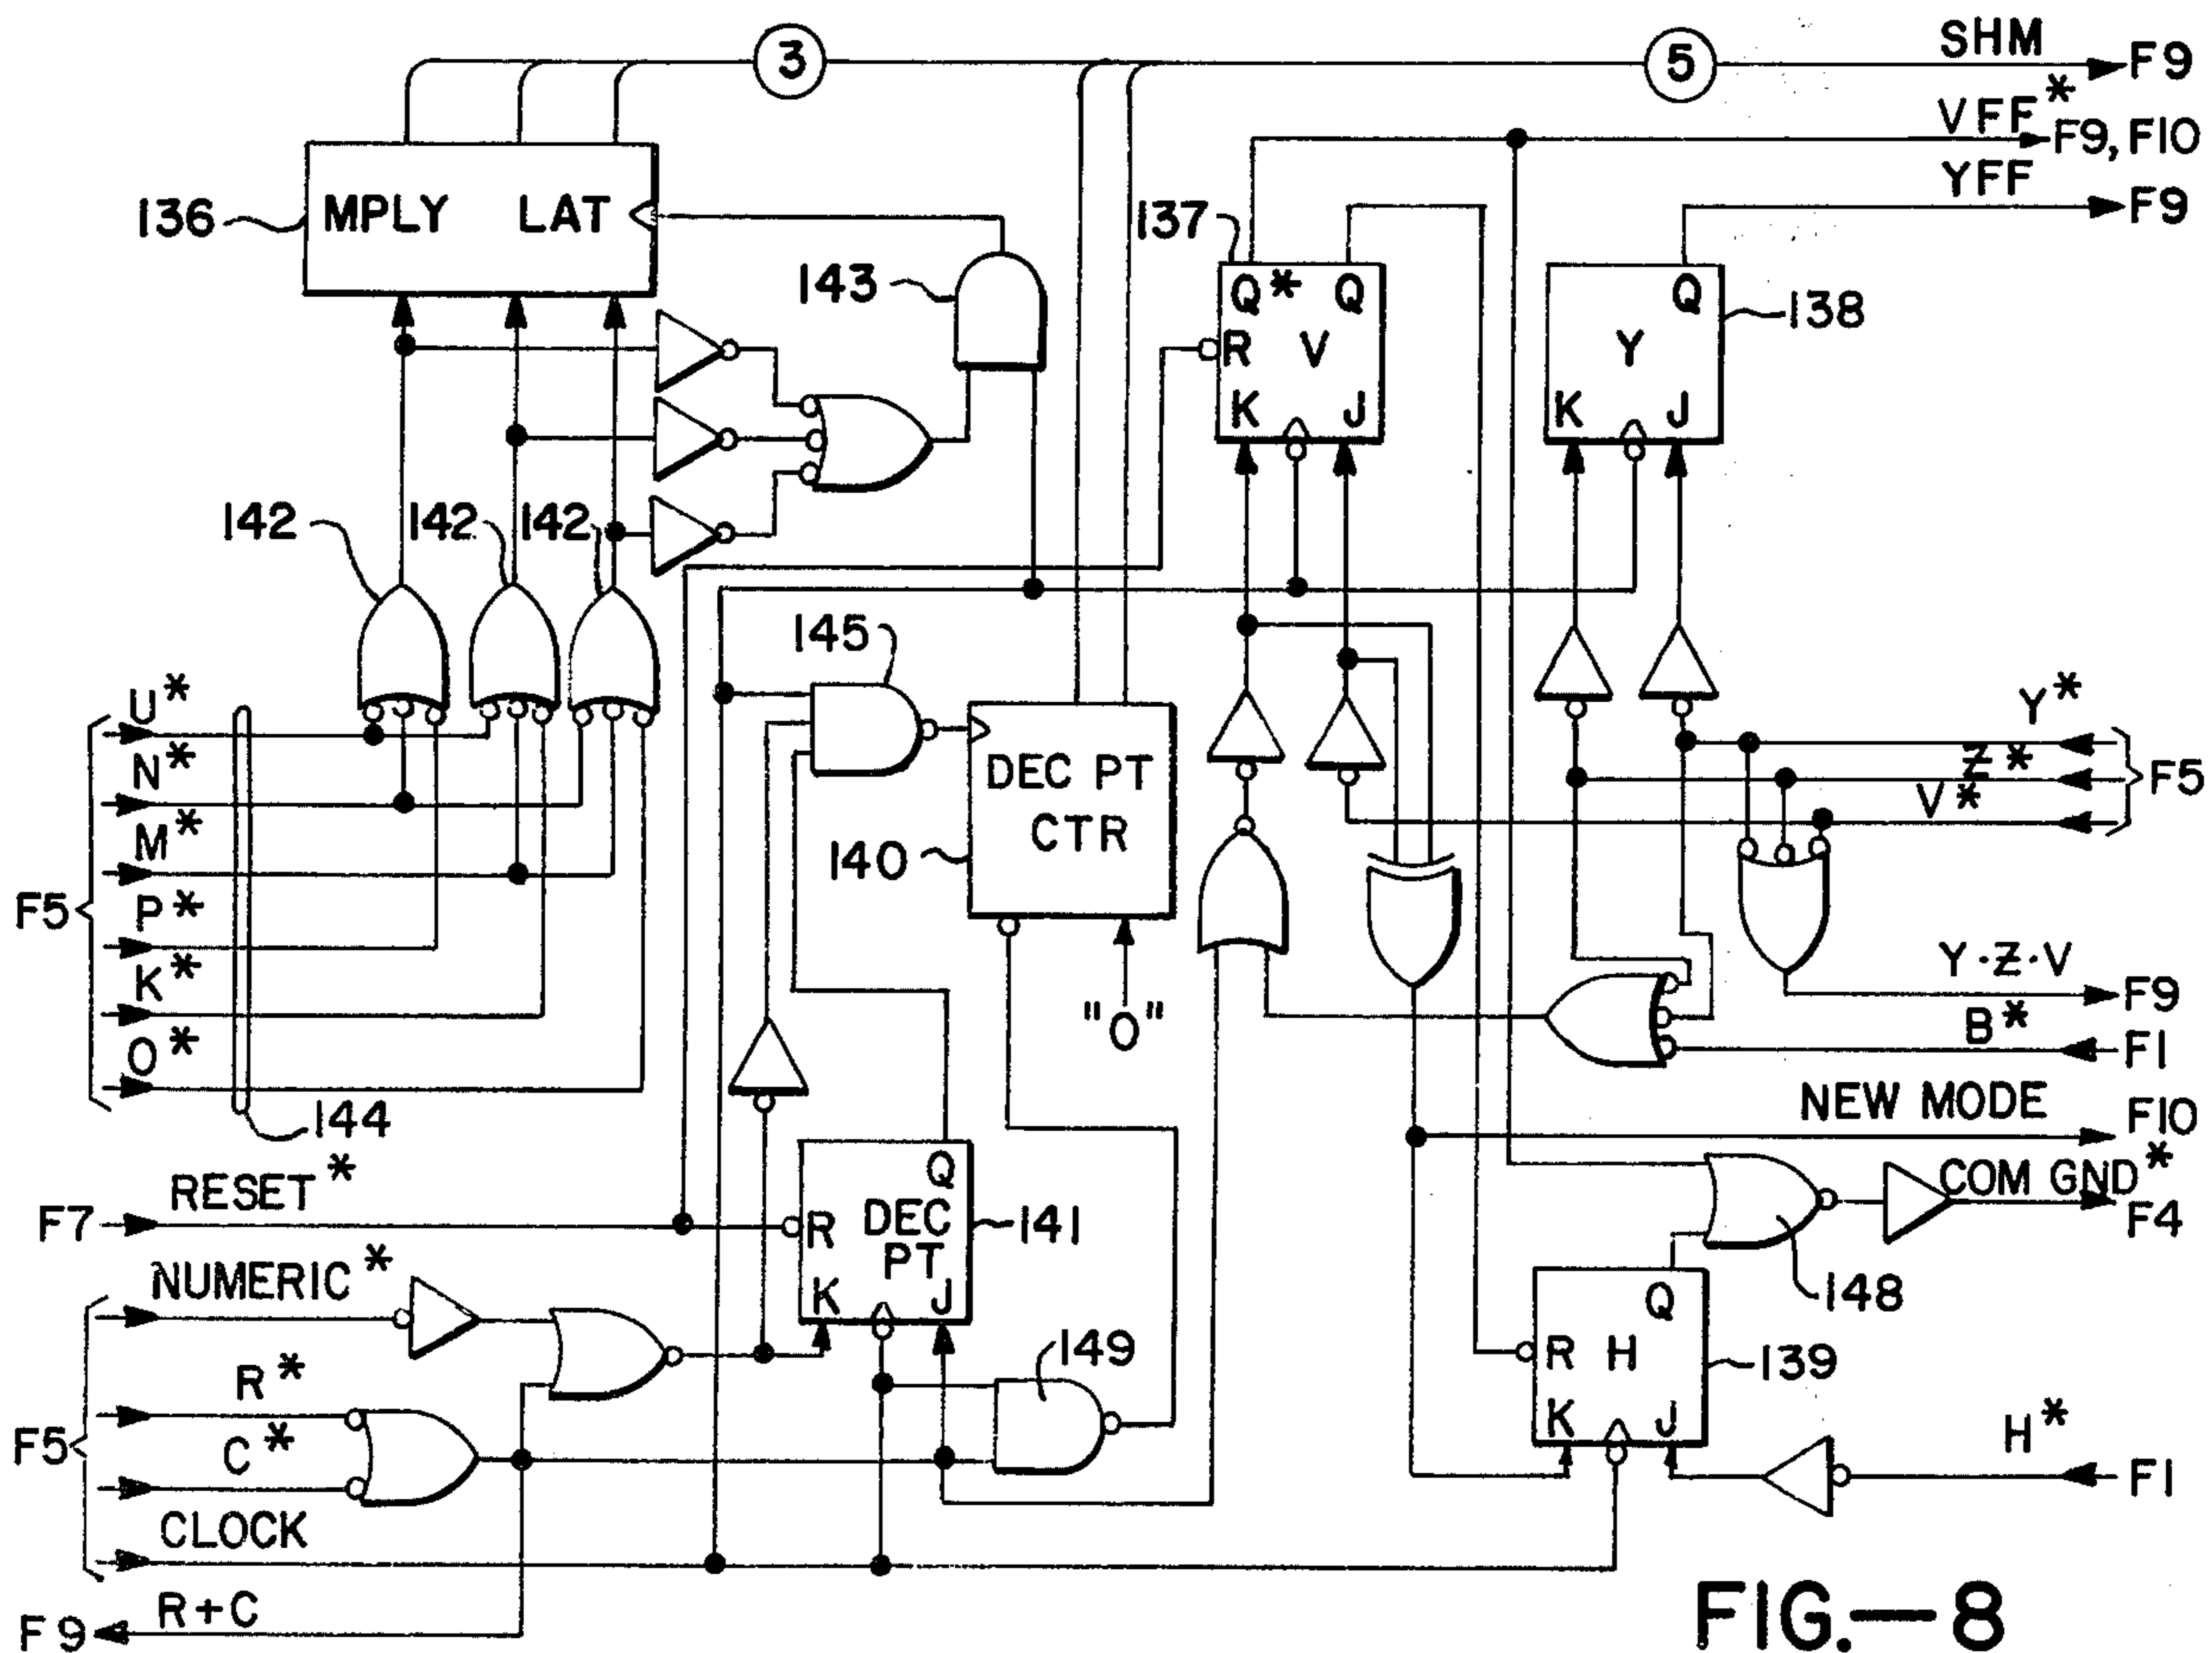 3
5
SHM
F9
VFF*
F9, F10
YFF
F9
136
MPLY LAT
143
137
Q* Q
R V
K J
Q
Y
K J
138
142
142
142
145
U*
N*
M*
P*
K*
O*
F5
144
DEC PT
CTR
140
"O"
Y*
Z*
V*
F5
Y·Z·V
F9
B*
F1
NEW MODE
F10
COM GND*
F4
RESET*
F7
Q
R DEC
PT
K J
141
148
NUMERIC*
149
Q
R H
K J
139
R*
C*
F5
H*
F1
CLOCK
R+C
F9
FIG.—8